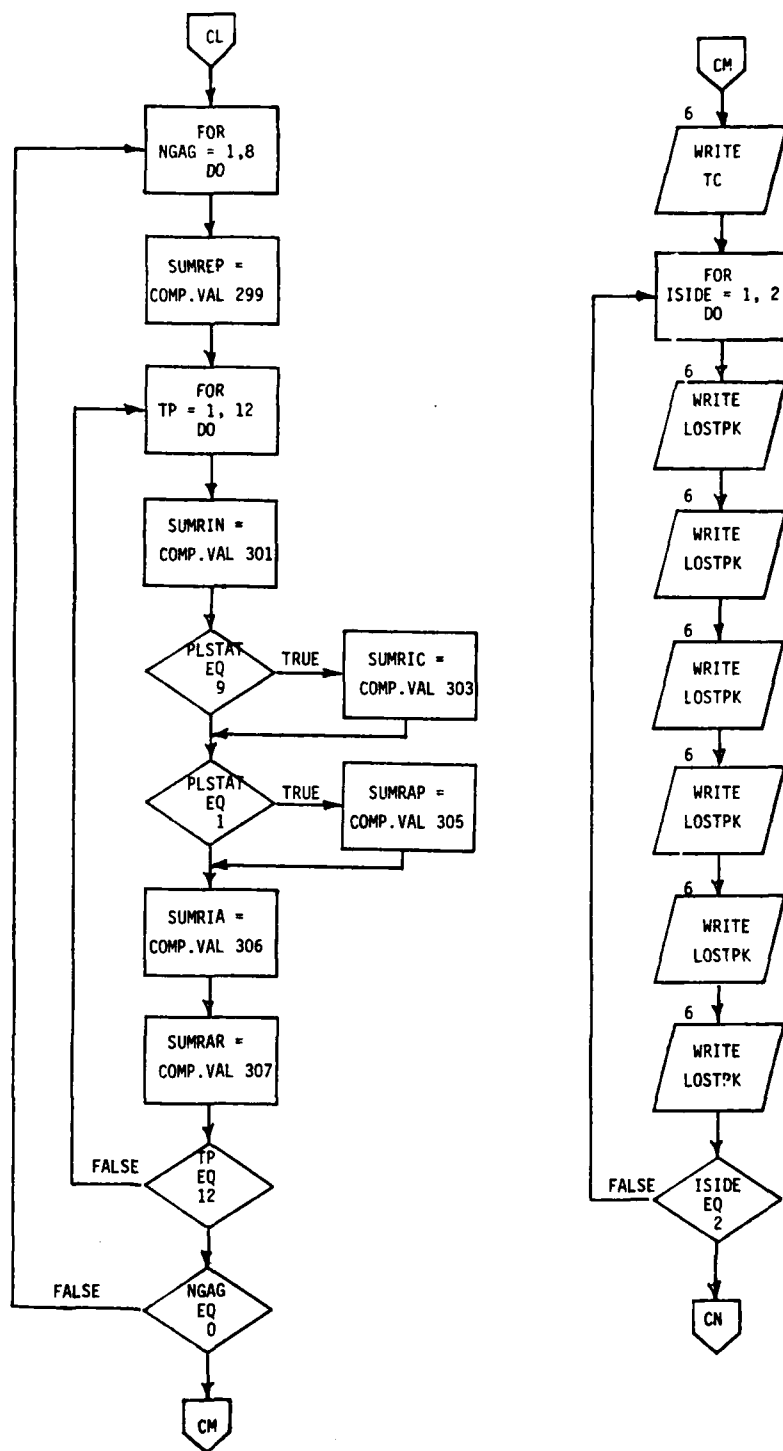 CL
FOR
NGAG = 1,8
DO
SUMREP =
COMP.VAL 299
FOR
TP = 1, 12
DO
SUMRIN =
COMP.VAL 301
PLSTAT
EQ
9
TRUE
SUMRIC =
COMP.VAL 303
PLSTAT
EQ
1
TRUE
SUMRAP =
COMP.VAL 305
SUMRIA =
COMP.VAL 306
SUMRAR =
COMP.VAL 307
FALSE
TP
EQ
12
FALSE
NGAG
EQ
0
CM
CM
6
WRITE
TC
FOR
ISIDE = 1, 2
DO
6
WRITE
LOSTPK
6
WRITE
LOSTPK
6
WRITE
LOSTPK
6
WRITE
LOSTPK
6
WRITE
LOSTPK
6
WRITE
LOSTPK
FALSE
ISIDE
EQ
2
CN